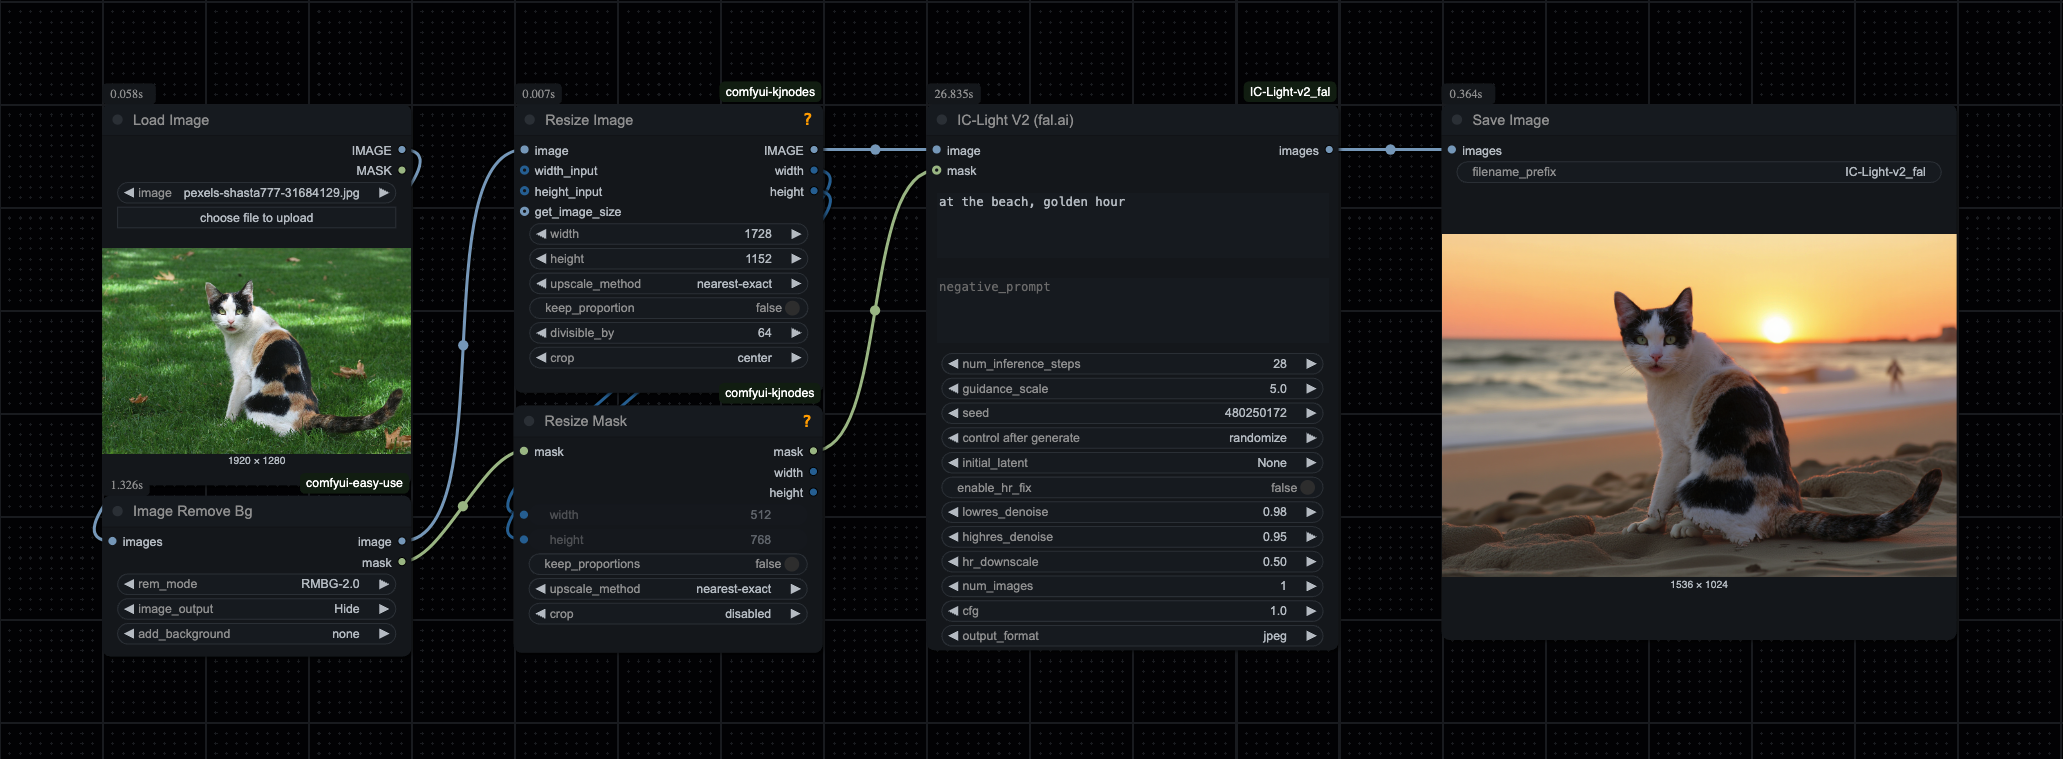 0.058s
Load Image
IMAGE
MASK
image pexels-shasta777-31684129.jpg
choose file to upload
1920 × 1280
1.326s
comfyui-easy-use
Image Remove Bg
images image
mask
rem_mode RMBG-2.0
image_output Hide
add_background none
0.007s
comfyui-kjnodes
Resize Image ?
image IMAGE
width_input width
height_input height
get_image_size
width 1728
height 1152
upscale_method nearest-exact
keep_proportion false
divisible_by 64
crop center
comfyui-kjnodes
Resize Mask ?
mask mask
width
height
width 512
height 768
keep_proportions false
upscale_method nearest-exact
crop disabled
26.835s
IC-Light-v2_fal
IC-Light V2 (fal.ai)
image images
mask
at the beach, golden hour
negative_prompt
num_inference_steps 28
guidance_scale 5.0
seed 480250172
control after generate randomize
initial_latent None
enable_hr_fix false
lowres_denoise 0.98
highres_denoise 0.95
hr_downscale 0.50
num_images 1
cfg 1.0
output_format jpeg
0.364s
Save Image
images
filename_prefix IC-Light-v2_fal
1536 × 1024